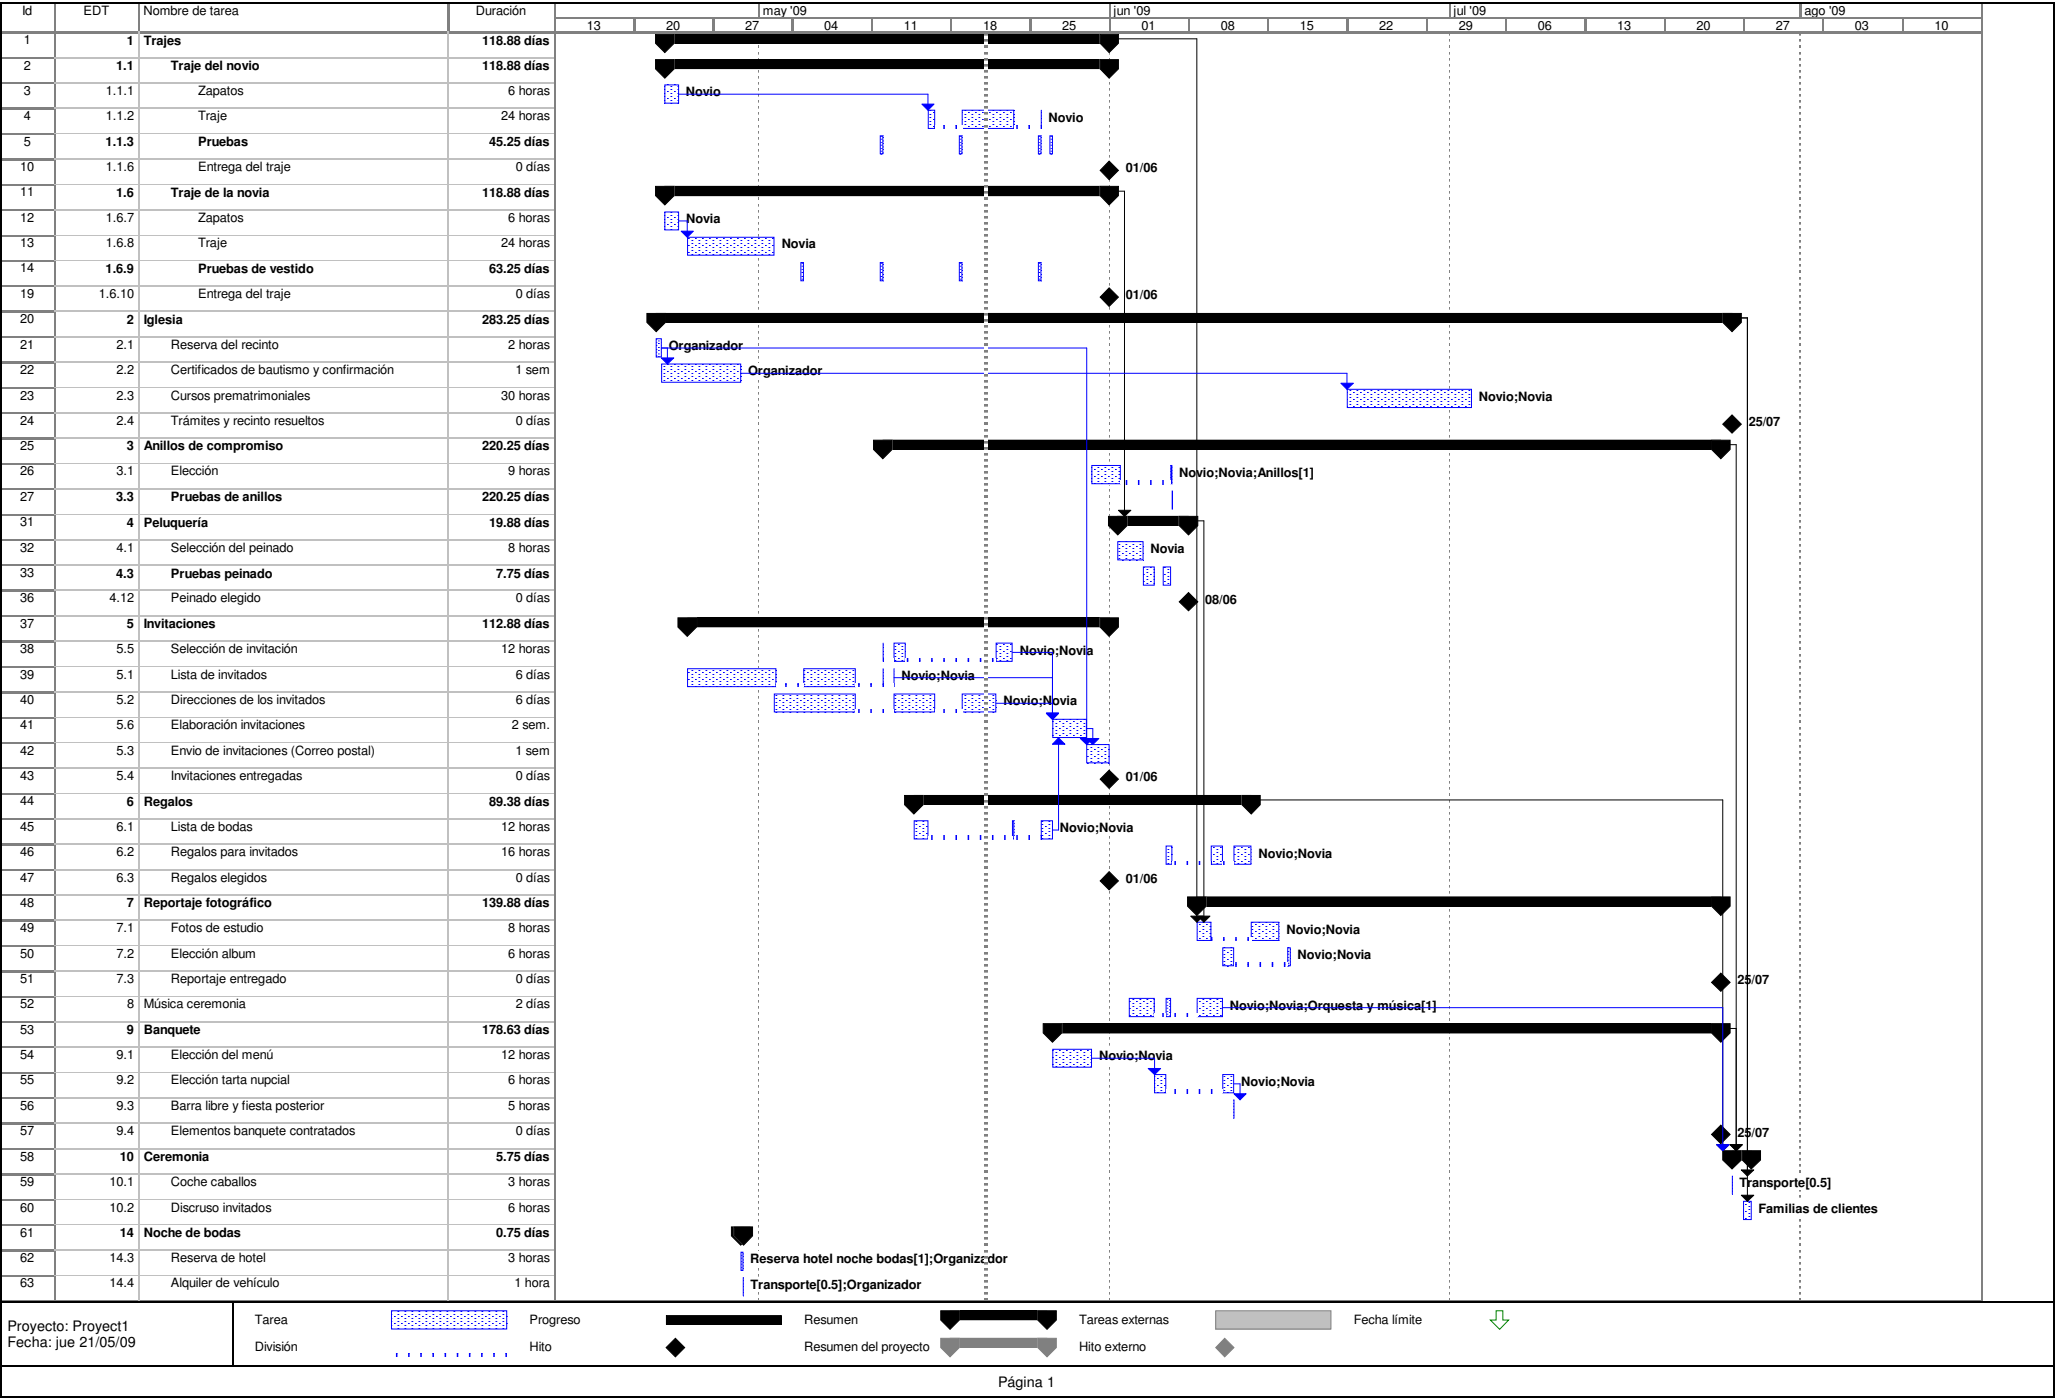 Id EDT Nombre de tarea Duración may '09 jun '09 jul '09 ago '09
13 20 27 04 11 18 25 01 08 15 22 29 06 13 20 27 03 10
1 1 Trajes 118.88 días
2 1.1 Traje del novio 118.88 días
3 1.1.1 Zapatos 6 horas Novio
4 1.1.2 Traje 24 horas Novio
5 1.1.3 Pruebas 45.25 días
10 1.1.6 Entrega del traje 0 días 01/06
11 1.6 Traje de la novia 118.88 días
12 1.6.7 Zapatos 6 horas Novia
13 1.6.8 Traje 24 horas Novia
14 1.6.9 Pruebas de vestido 63.25 días
19 1.6.10 Entrega del traje 0 días 01/06
20 2 Iglesia 283.25 días
21 2.1 Reserva del recinto 2 horas Organizador
22 2.2 Certificados de bautismo y confirmación 1 sem Organizador
23 2.3 Cursos prematrimoniales 30 horas Novio;Novia
24 2.4 Trámites y recinto resueltos 0 días 25/07
25 3 Anillos de compromiso 220.25 días
26 3.1 Elección 9 horas Novio;Novia;Anillos[1]
27 3.3 Pruebas de anillos 220.25 días
31 4 Peluquería 19.88 días
32 4.1 Selección del peinado 8 horas Novia
33 4.3 Pruebas peinado 7.75 días
36 4.12 Peinado elegido 0 días 08/06
37 5 Invitaciones 112.88 días
38 5.5 Selección de invitación 12 horas Novio;Novia
39 5.1 Lista de invitados 6 días Novio;Novia
40 5.2 Direcciones de los invitados 6 días Novio;Novia
41 5.6 Elaboración invitaciones 2 sem.
42 5.3 Envio de invitaciones (Correo postal) 1 sem
43 5.4 Invitaciones entregadas 0 días 01/06
44 6 Regalos 89.38 días
45 6.1 Lista de bodas 12 horas Novio;Novia
46 6.2 Regalos para invitados 16 horas Novio;Novia
47 6.3 Regalos elegidos 0 días 01/06
48 7 Reportaje fotográfico 139.88 días
49 7.1 Fotos de estudio 8 horas Novio;Novia
50 7.2 Elección album 6 horas Novio;Novia
51 7.3 Reportaje entregado 0 días 25/07
52 8 Música ceremonia 2 días Novio;Novia;Orquesta y música[1]
53 9 Banquete 178.63 días
54 9.1 Elección del menú 12 horas Novio;Novia
55 9.2 Elección tarta nupcial 6 horas Novio;Novia
56 9.3 Barra libre y fiesta posterior 5 horas
57 9.4 Elementos banquete contratados 0 días 25/07
58 10 Ceremonia 5.75 días
59 10.1 Coche caballos 3 horas Transporte[0.5]
60 10.2 Discruso invitados 6 horas Familias de clientes
61 14 Noche de bodas 0.75 días
62 14.3 Reserva de hotel 3 horas Reserva hotel noche bodas[1];Organizador
63 14.4 Alquiler de vehículo 1 hora Transporte[0.5];Organizador
Proyecto: Proyect1
Fecha: jue 21/05/09
Tarea Progreso Resumen Tareas externas Fecha límite
División Hito Resumen del proyecto Hito externo
Página 1